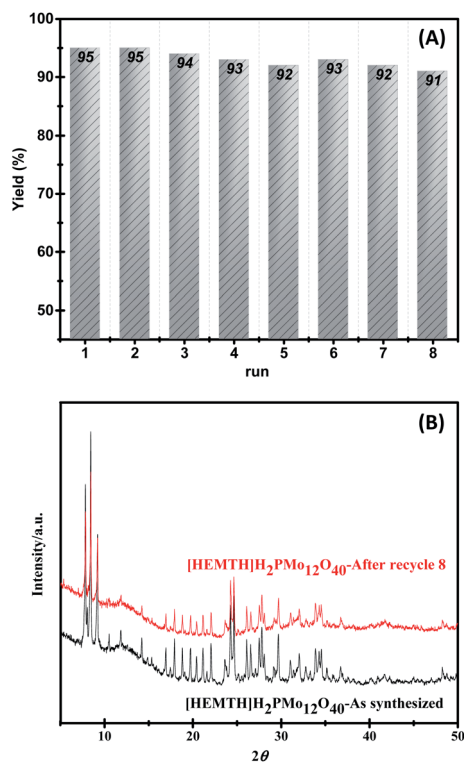 (A)
Yield (%)
100
90
80
70
60
50
95 95 94 93 92 93 92 91
1 2 3 4 5 6 7 8
run
(B)
Intensity/a.u.
[HEMTH]H₂PMo₁₂O₄₀-After recycle 8
[HEMTH]H₂PMo₁₂O₄₀-As synthesized
10 20 30 40 50
2θ